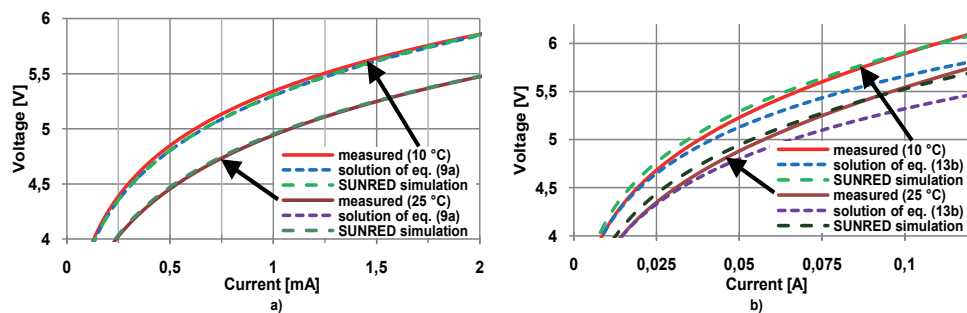 6
5,5
5
4,5
4
Voltage [V]
measured (10 °C)
solution of eq. (9a)
SUNRED simulation
measured (25 °C)
solution of eq. (9a)
SUNRED simulation
0
0,5
1
1,5
2
Current [mA]
a)
6
5,5
5
4,5
4
Voltage [V]
measured (10 °C)
solution of eq. (13b)
SUNRED simulation
measured (25 °C)
solution of eq. (13b)
SUNRED simulation
0
0,025
0,05
0,075
0,1
Current [A]
b)